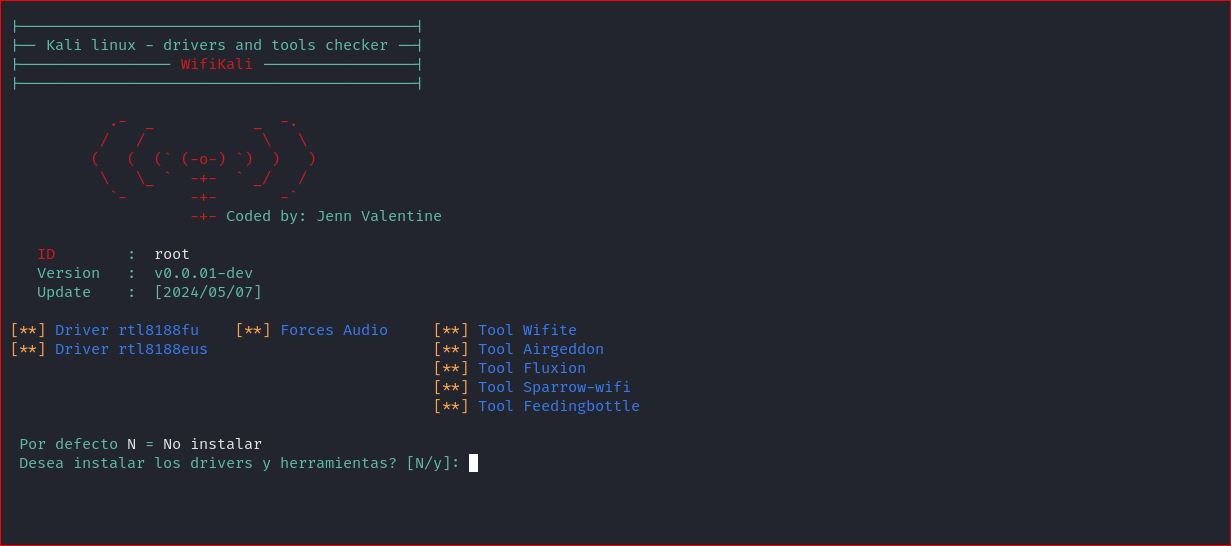 Kali linux - drivers and tools checker
WifiKali
Coded by: Jenn Valentine
ID : root
Version : v0.0.01-dev
Update : [2024/05/07]
[**] Driver rtl8188fu [**] Forces Audio [**] Tool Wifite
[**] Driver rtl8188eus [**] Tool Airgeddon
[**] Tool Fluxion
[**] Tool Sparrow-wifi
[**] Tool Feedingbottle
Por defecto N = No instalar
Desea instalar los drivers y herramientas? [N/y]: